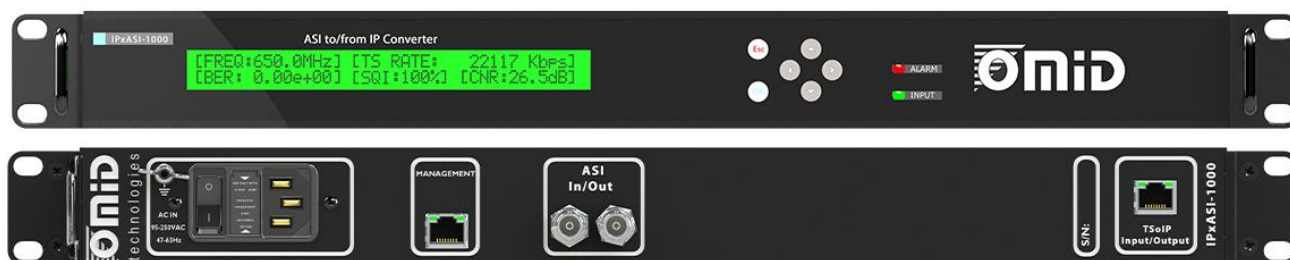 IPxASI-1000
ASI to/from IP Converter
[FREQ:650.0MHz] [TS RATE: 22117 Kbps]
[BER: 0.00e+00] [SQI:100%] [CNR:26.5dB]
Esc
OK
ALARM
INPUT
OMiD
OMiD
technologies
AC IN
95-250VAC
47-63Hz
MANAGEMENT
ASI
In/Out
S/N:
TSoIP
Input/Output
IPxASI-1000